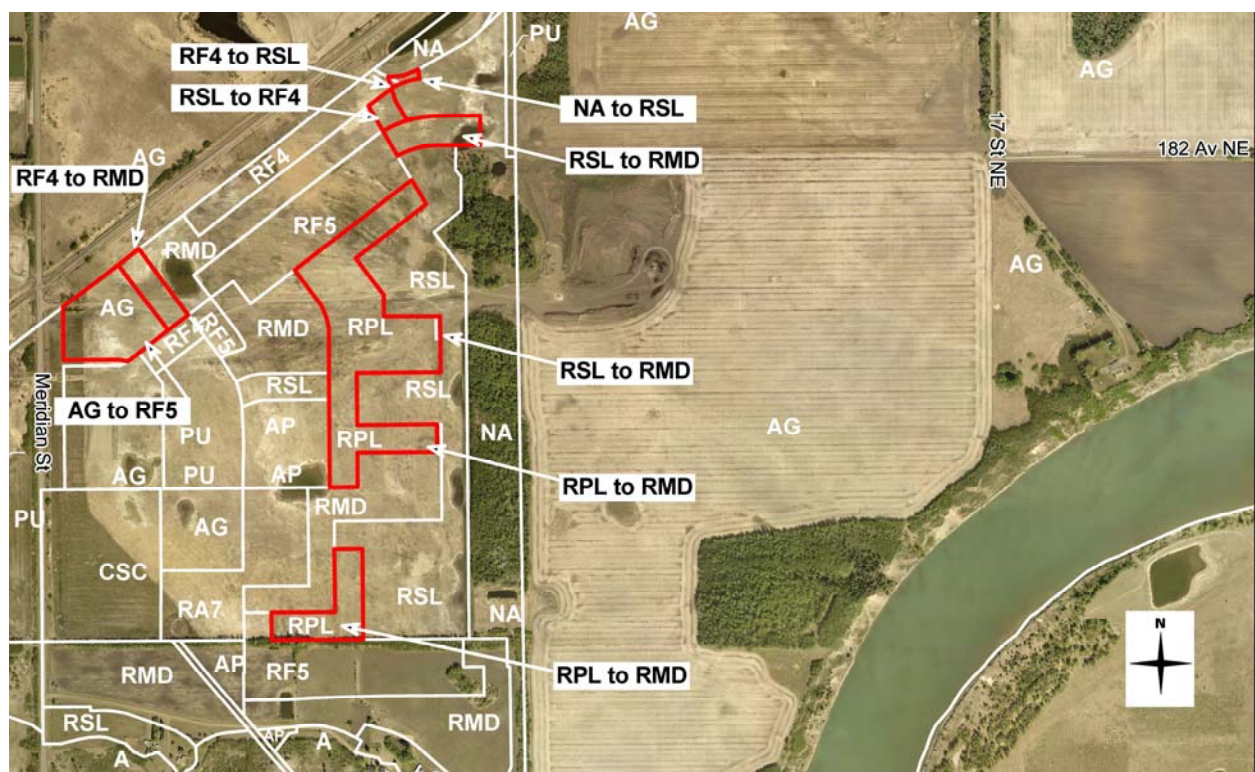 NA
PU
AG
RF4 to RSL
RSL to RF4
NA to RSL
AG
17 St NE
182 Av NE
RSL to RMD
AG
RF4 to RMD
RF4
RF5
RMD
AG
RSL
AG
RF4
RF5
RMD
RPL
RSL to RMD
Meridian St
RSL
RSL
AG to RF5
AP
PU
RPL
NA
AG
AG
PU
AP
RPL to RMD
RMD
PU
AG
CSC
RA7
RSL
NA
RPL
N
RMD
AP
RF5
RPL to RMD
RSL
RMD
A
AP
A